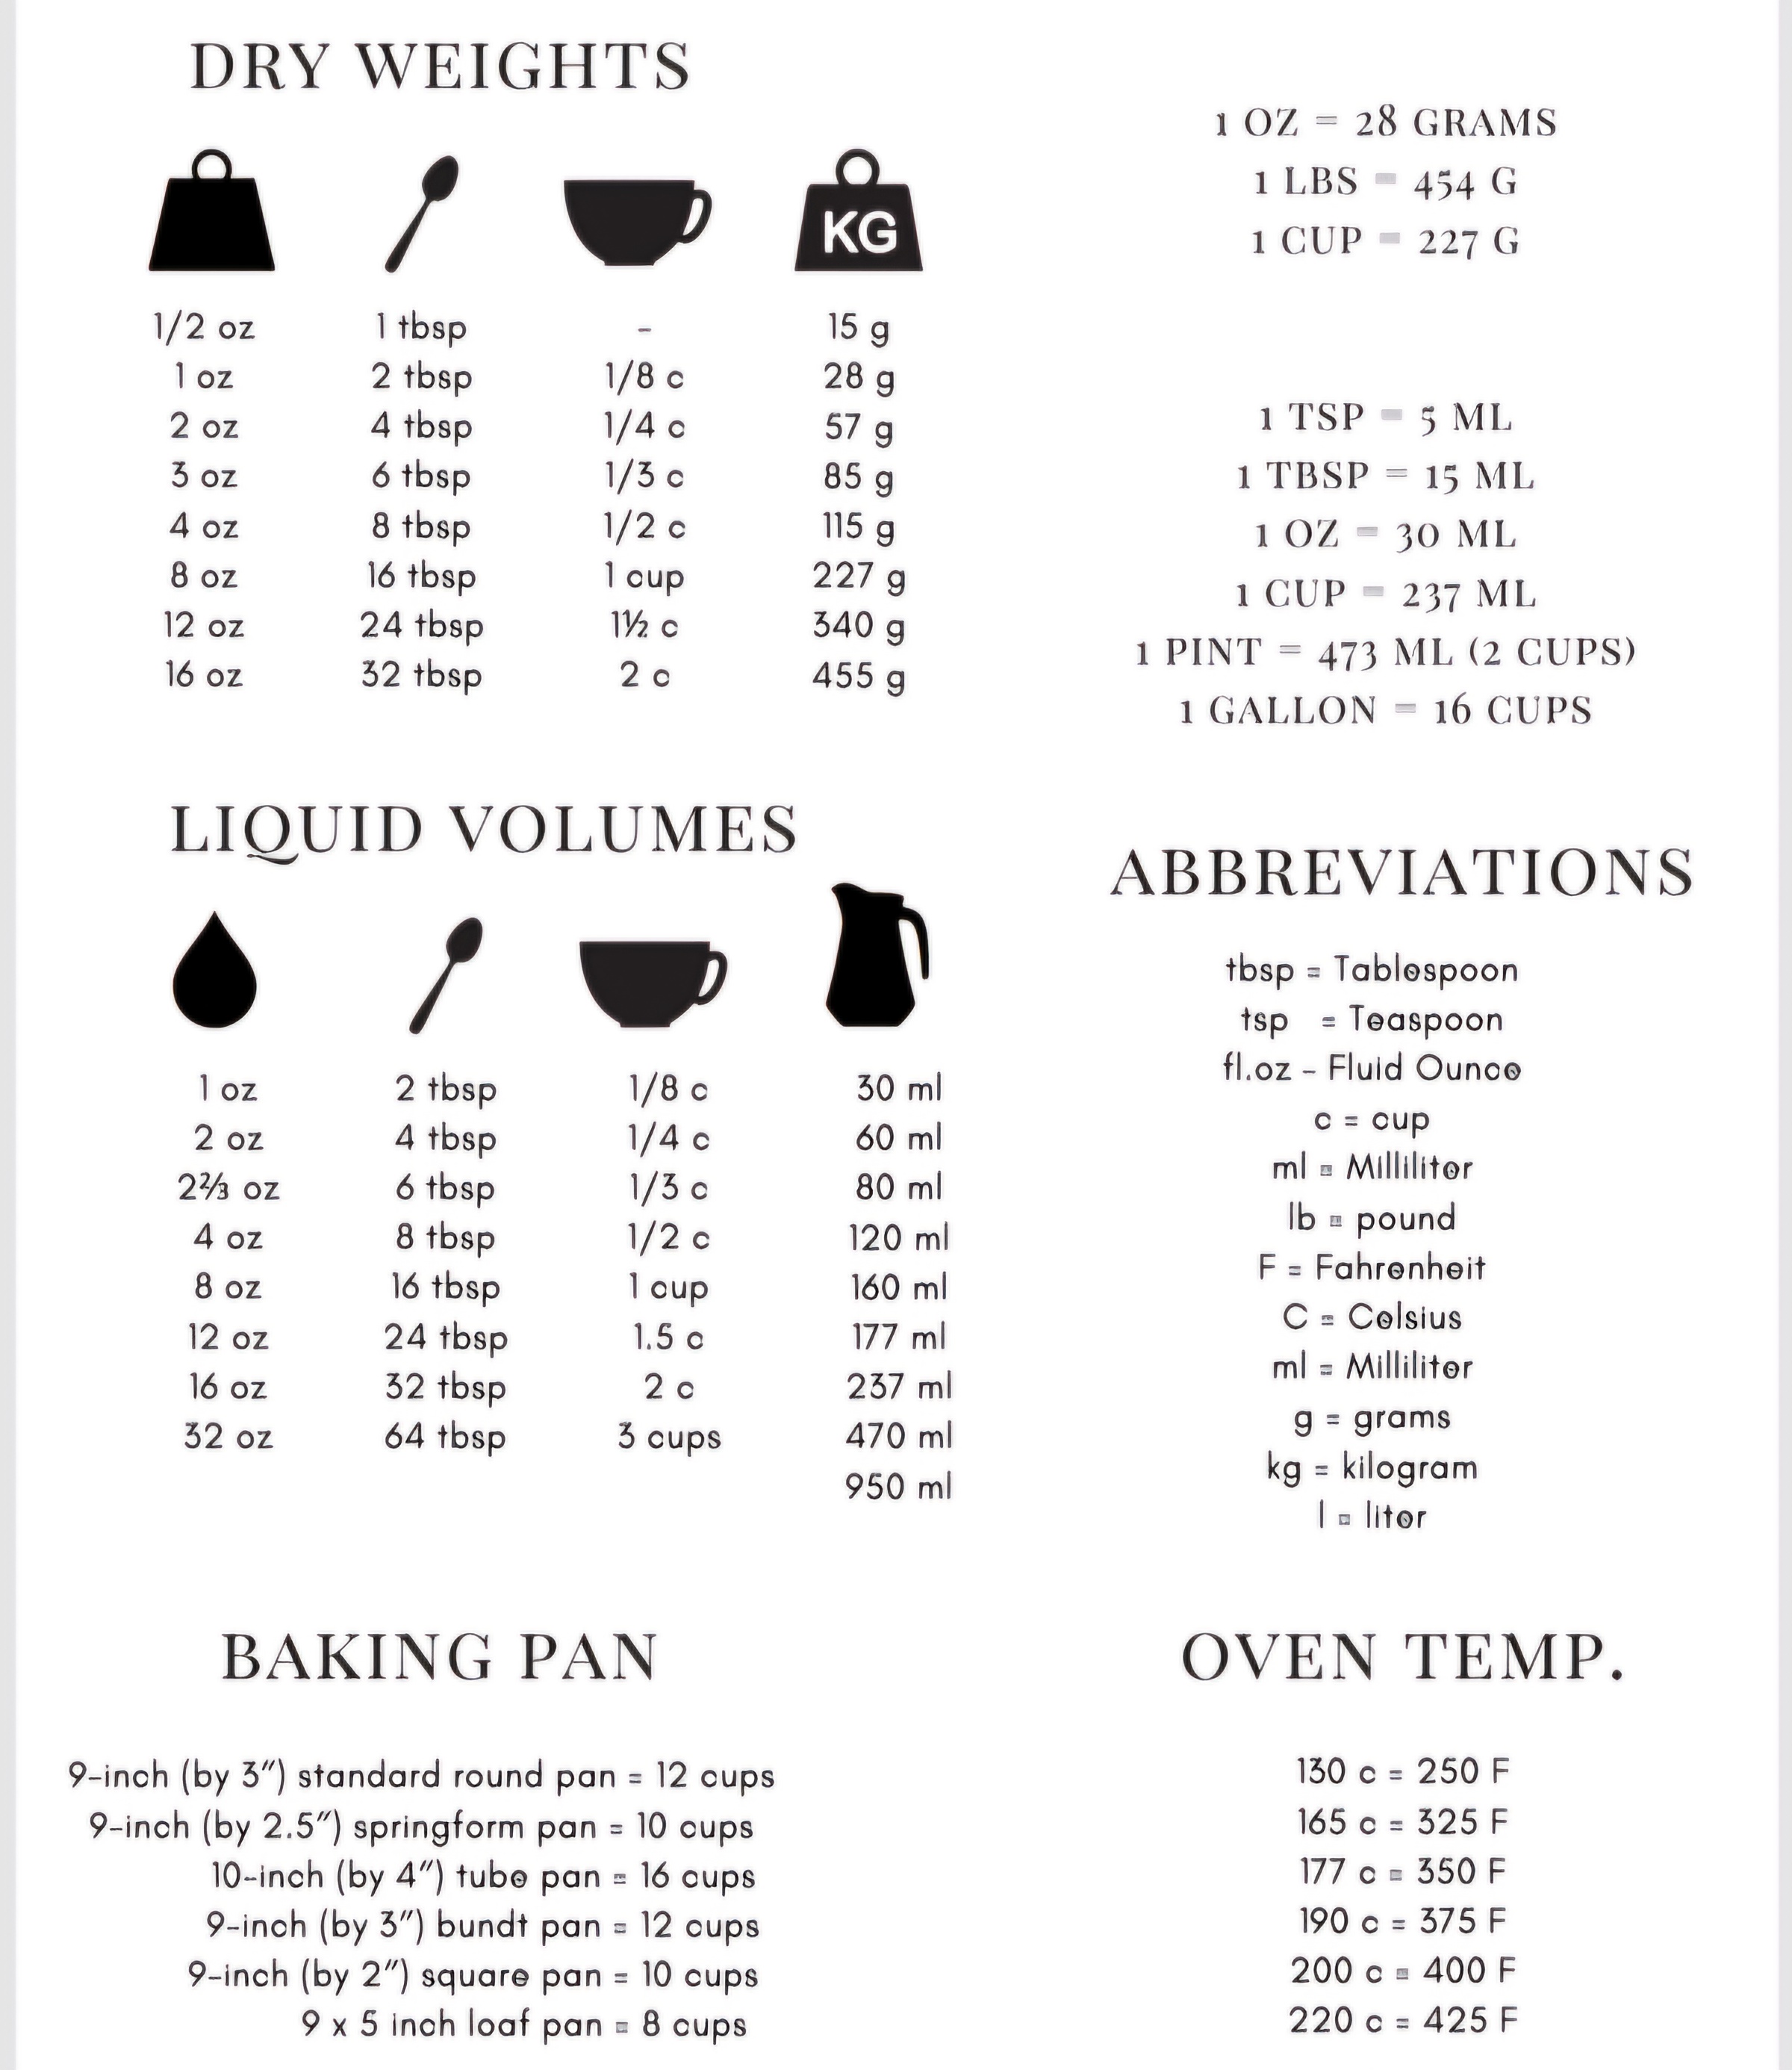 DRY WEIGHTS
KG
1/2 oz 1 tbsp - 15 g
1 oz 2 tbsp 1/8 c 28 g
2 oz 4 tbsp 1/4 c 57 g
3 oz 6 tbsp 1/3 c 85 g
4 oz 8 tbsp 1/2 c 115 g
8 oz 16 tbsp 1 cup 227 g
12 oz 24 tbsp 1½ c 340 g
16 oz 32 tbsp 2 c 455 g
1 OZ = 28 GRAMS
1 LBS = 454 G
1 CUP = 227 G
1 TSP = 5 ML
1 TBSP = 15 ML
1 OZ = 30 ML
1 CUP = 237 ML
1 PINT = 473 ML (2 CUPS)
1 GALLON = 16 CUPS
LIQUID VOLUMES
1 oz 2 tbsp 1/8 c 30 ml
2 oz 4 tbsp 1/4 c 60 ml
2⅔ oz 6 tbsp 1/3 c 80 ml
4 oz 8 tbsp 1/2 c 120 ml
8 oz 16 tbsp 1 cup 160 ml
12 oz 24 tbsp 1.5 c 177 ml
16 oz 32 tbsp 2 c 237 ml
32 oz 64 tbsp 3 cups 470 ml
950 ml
ABBREVIATIONS
tbsp = Tablespoon
tsp = Teaspoon
fl.oz - Fluid Ounce
c = cup
ml = Milliliter
lb = pound
F = Fahrenheit
C = Celsius
ml = Milliliter
g = grams
kg = kilogram
l = liter
BAKING PAN
9-inch (by 3") standard round pan = 12 cups
9-inch (by 2.5") springform pan = 10 cups
10-inch (by 4") tube pan = 16 cups
9-inch (by 3") bundt pan = 12 cups
9-inch (by 2") square pan = 10 cups
9 x 5 inch loaf pan = 8 cups
OVEN TEMP.
130 c = 250 F
165 c = 325 F
177 c = 350 F
190 c = 375 F
200 c = 400 F
220 c = 425 F